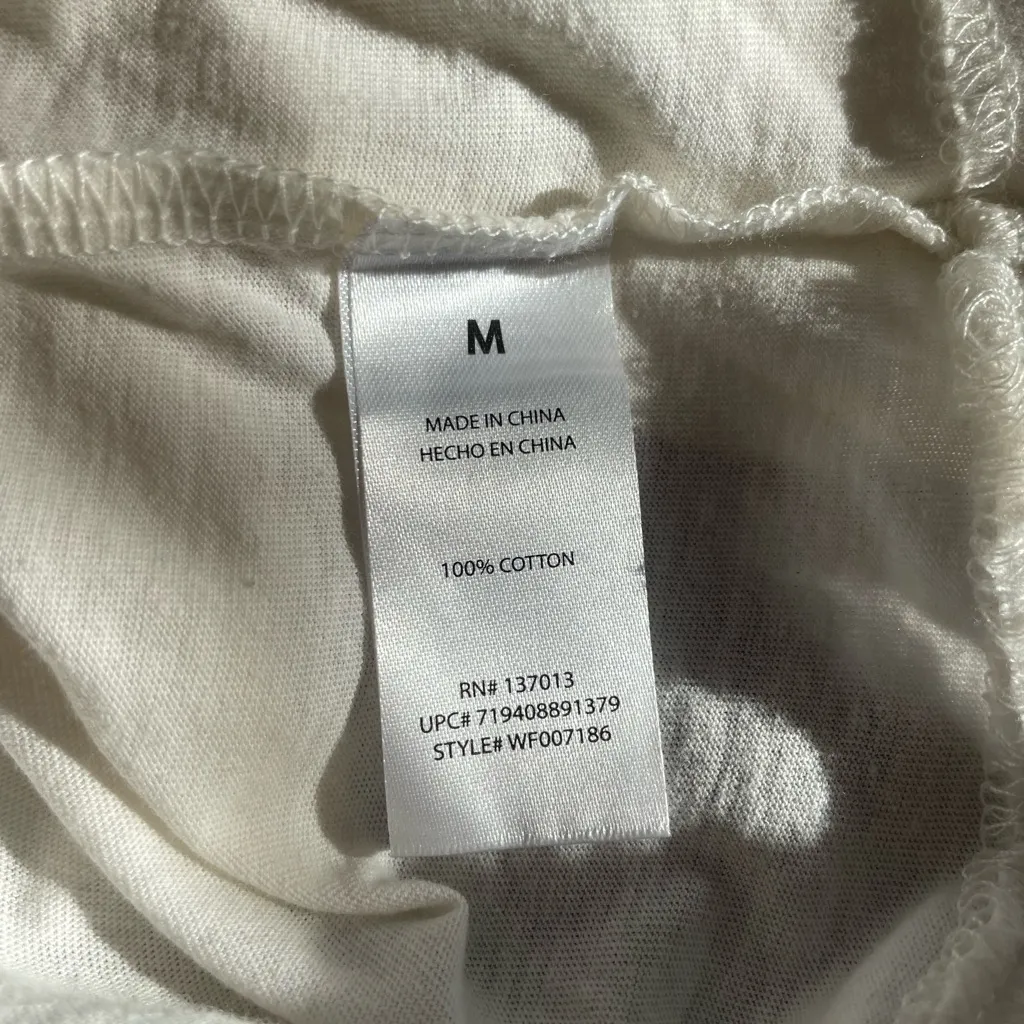 M
MADE IN CHINA
HECHO EN CHINA
100% COTTON
RN# 137013
UPC# 719408891379
STYLE# WF007186